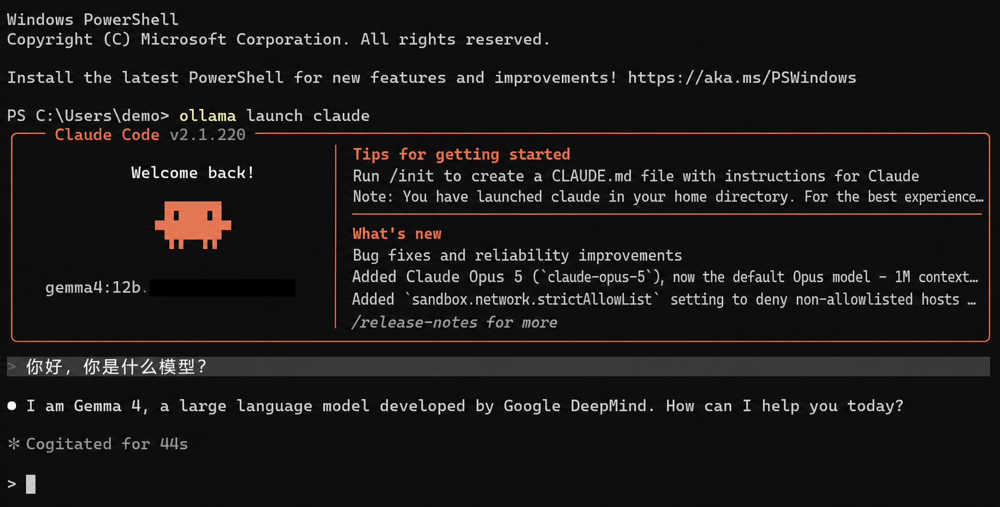 Windows PowerShell
Copyright (C) Microsoft Corporation. All rights reserved.
Install the latest PowerShell for new features and improvements! https://aka.ms/PSWindows
PS C:\Users\demo> ollama launch claude
Claude Code v2.1.220
Welcome back!
gemma4:12b.
Tips for getting started
Run /init to create a CLAUDE.md file with instructions for Claude
Note: You have launched claude in your home directory. For the best experience…
What's new
Bug fixes and reliability improvements
Added Claude Opus 5 (`claude-opus-5`), now the default Opus model – 1M context…
Added `sandbox.network.strictAllowList` setting to deny non-allowlisted hosts …
/release-notes for more
> 你好，你是什么模型？
● I am Gemma 4, a large language model developed by Google DeepMind. How can I help you today?
✻ Cogitated for 44s
>